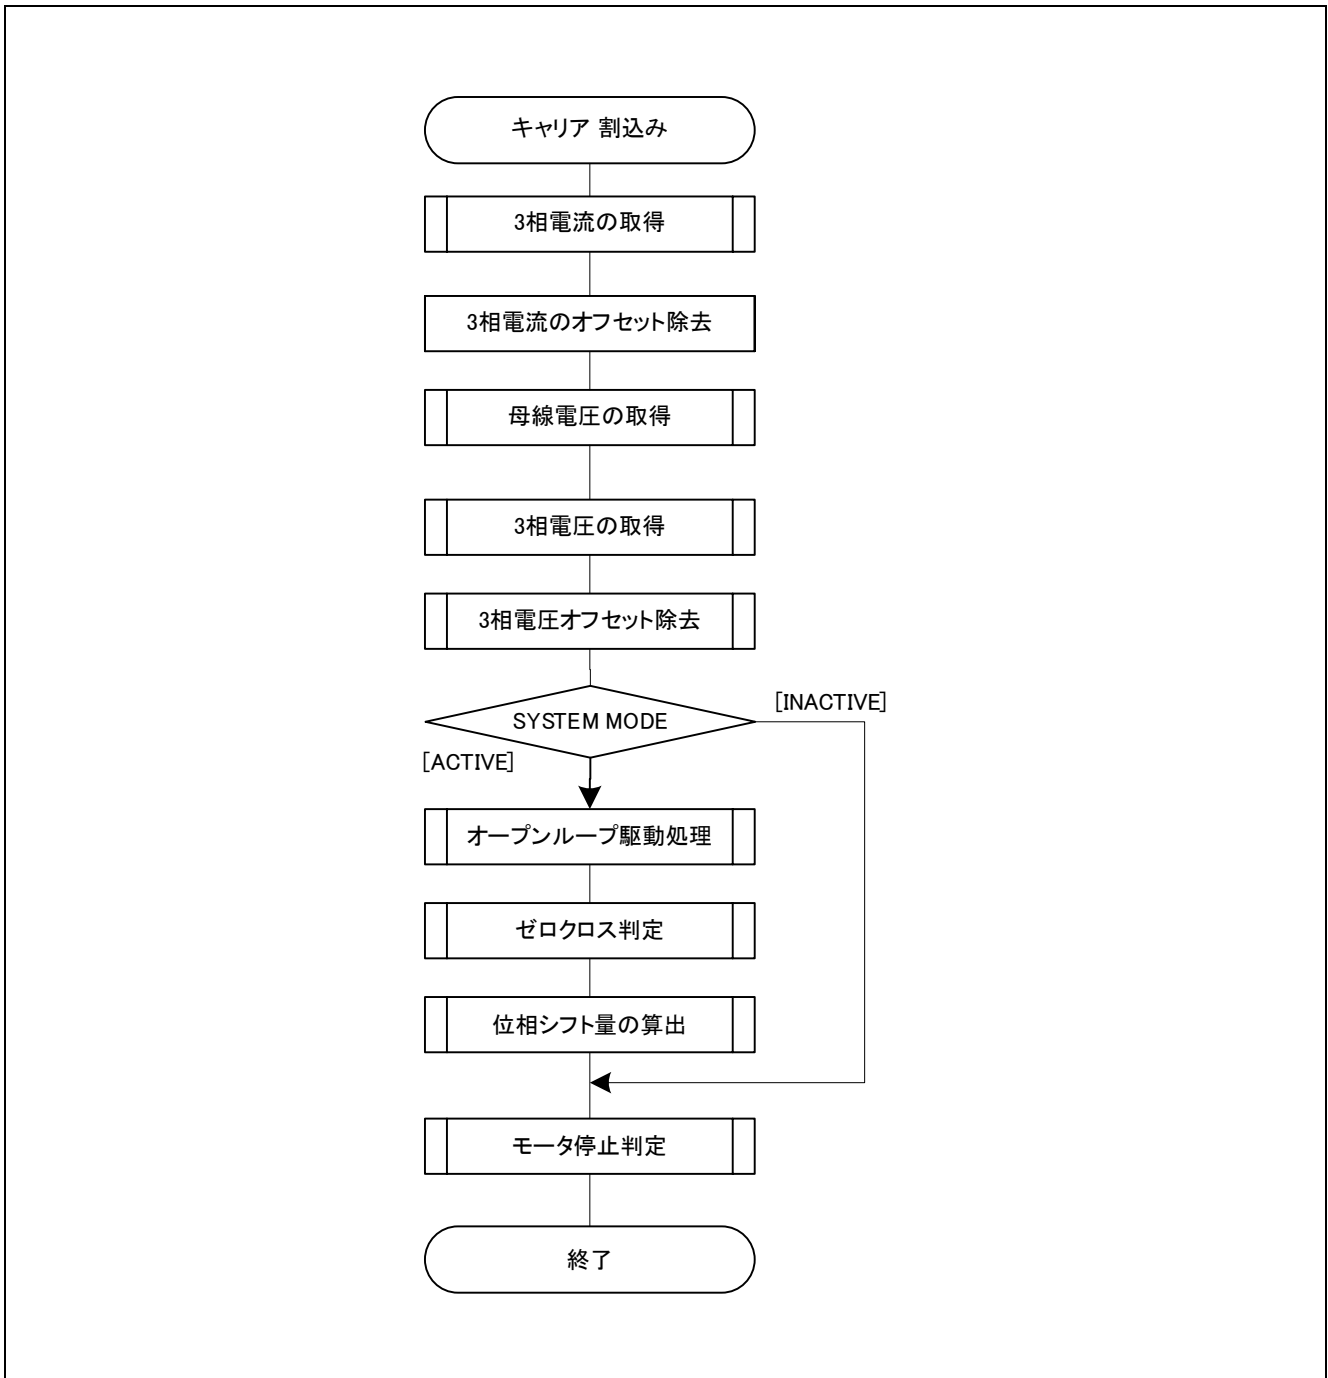 キャリア 割込み
3相電流の取得
3相電流のオフセット除去
母線電圧の取得
3相電圧の取得
3相電圧オフセット除去
[INACTIVE]
SYSTEM MODE
[ACTIVE]
オープンループ駆動処理
ゼロクロス判定
位相シフト量の算出
モータ停止判定
終了